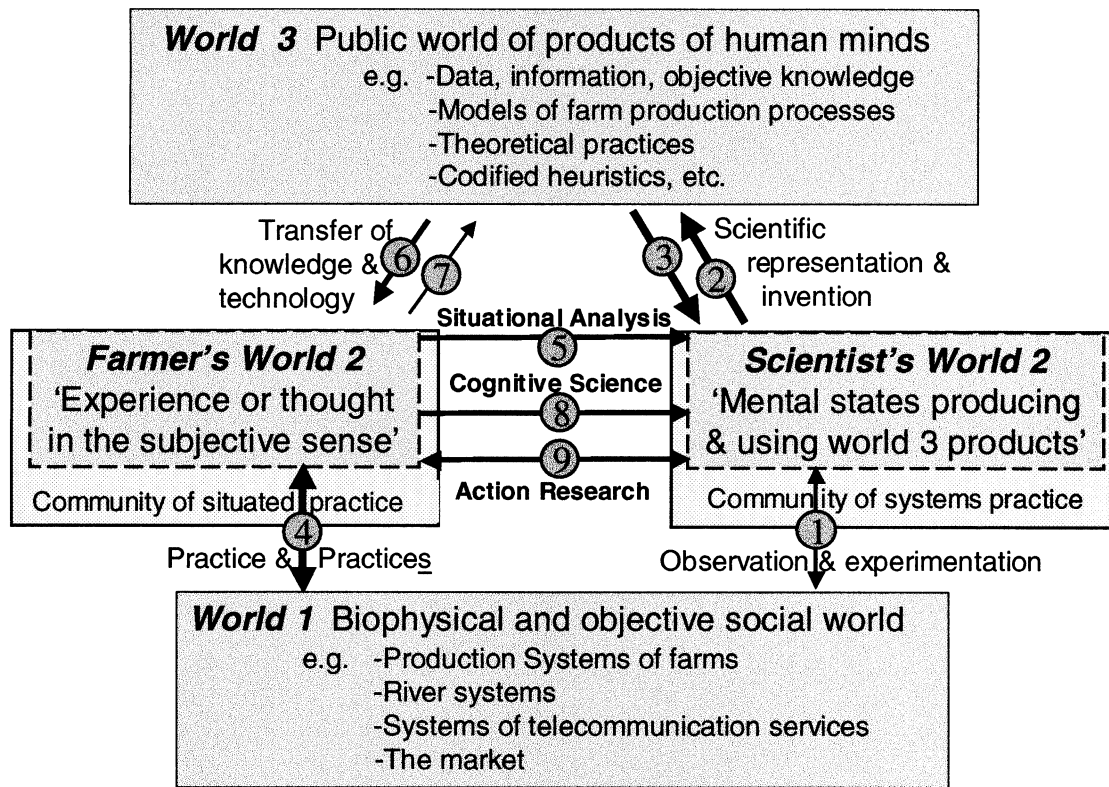 World 3 Public world of products of human minds
e.g. -Data, information, objective knowledge
-Models of farm production processes
-Theoretical practices
-Codified heuristics, etc.
Transfer of
knowledge &
technology
6
7
3
2
Scientific
representation &
invention
Situational Analysis
5
Cognitive Science
8
9
Action Research
Farmer's World 2
'Experience or thought
in the subjective sense'
Community of situated practice
Scientist's World 2
'Mental states producing
& using world 3 products'
Community of systems practice
4
Practice & Practices
1
Observation & experimentation
World 1 Biophysical and objective social world
e.g. -Production Systems of farms
-River systems
-Systems of telecommunication services
-The market